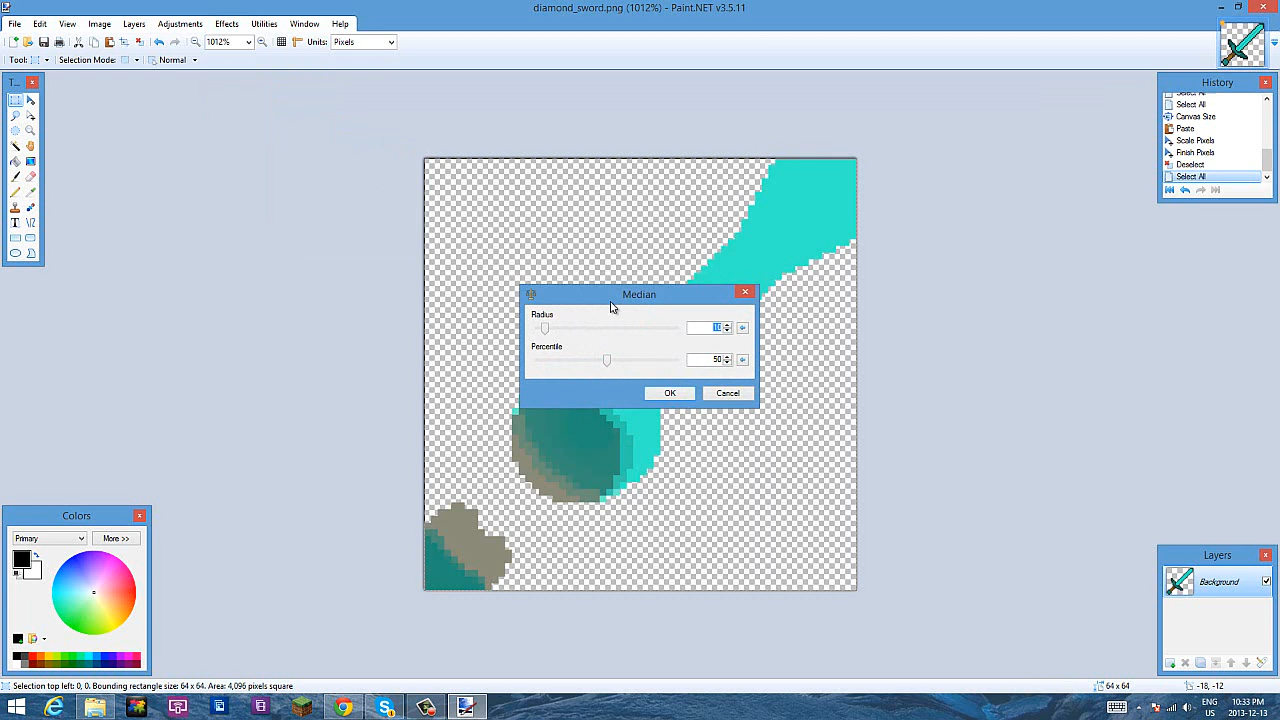 diamond_sword.png (1012%) - Paint.NET v3.5.11
File Edit View Image Layers Adjustments Effects Utilities Window Help
1012% Units: Pixels
Tool: Selection Mode: Normal
T...
History
Select All
Select All
Canvas Size
Paste
Scale Pixels
Finish Pixels
Deselect
Select All
Median
Radius
10
Percentile
50
OK Cancel
Colors
Primary More >>
Layers
Background
Selection top left: 0, 0. Bounding rectangle size: 64 x 64. Area: 4,096 pixels square 64 x 64 -18, -12
ENG 10:33 PM
US 2013-12-13